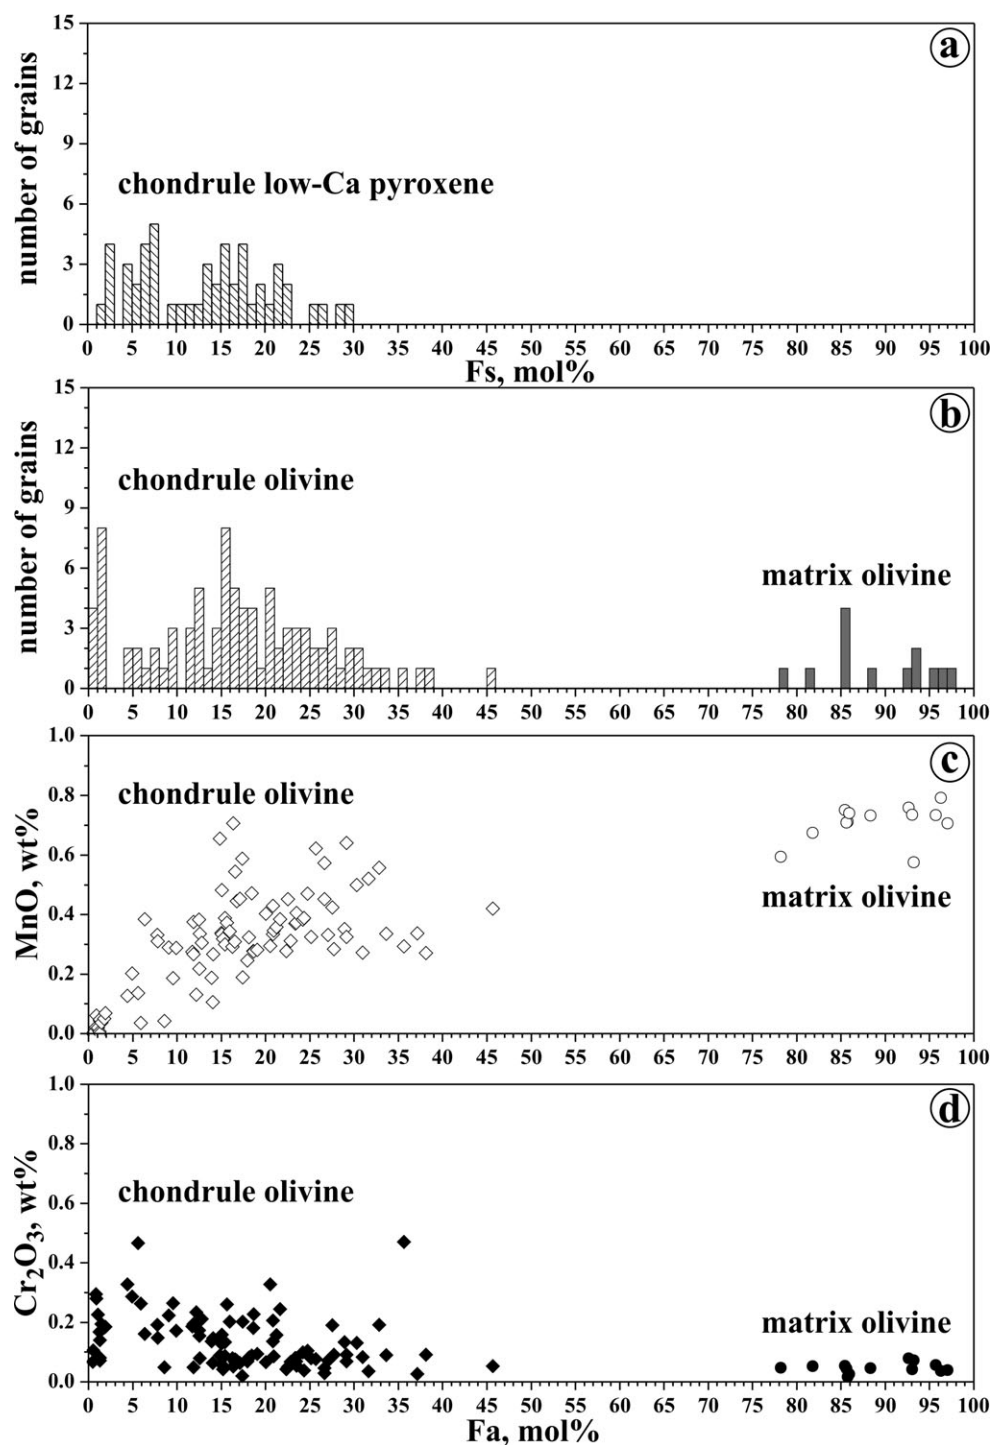 15
a
12
9
number of grains
chondrule low-Ca pyroxene
6
3
0
0 5 10 15 20 25 30 35 40 45 50 55 60 65 70 75 80 85 90 95 100
Fs, mol%
15
b
12
number of grains
chondrule olivine
9
6
matrix olivine
3
0
0 5 10 15 20 25 30 35 40 45 50 55 60 65 70 75 80 85 90 95 100
1.0
c
chondrule olivine
0.8
MnO, wt%
0.6
matrix olivine
0.4
0.2
0.0
0 5 10 15 20 25 30 35 40 45 50 55 60 65 70 75 80 85 90 95 100
1.0
d
0.8
Cr₂O₃, wt%
chondrule olivine
0.6
0.4
0.2
matrix olivine
0.0
0 5 10 15 20 25 30 35 40 45 50 55 60 65 70 75 80 85 90 95 100
Fa, mol%